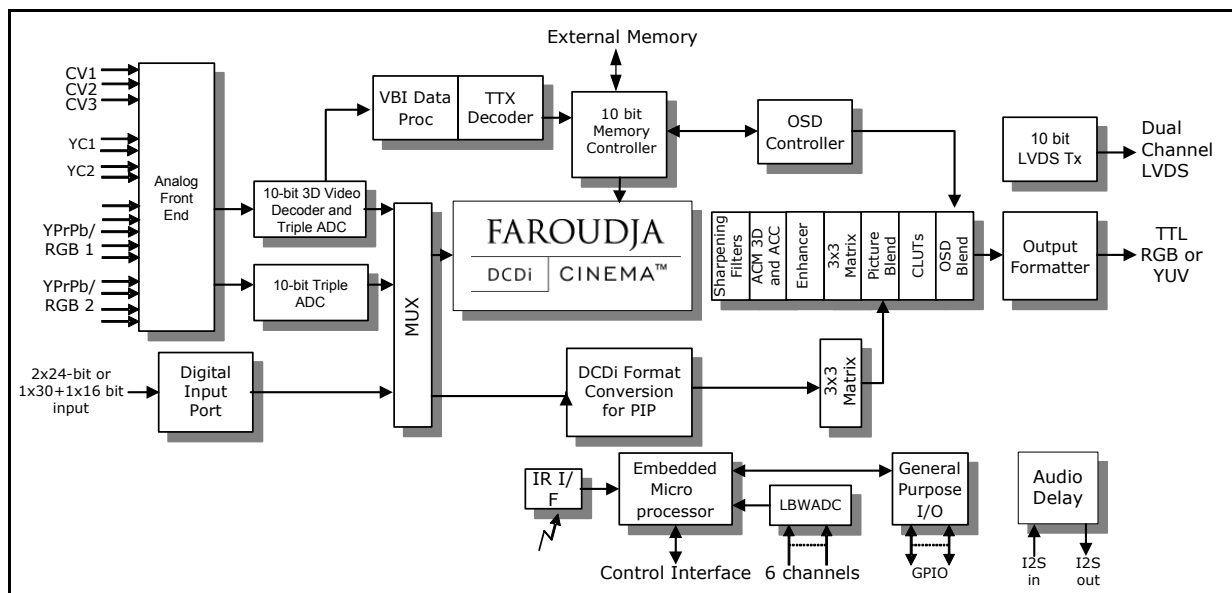 External Memory
CV1
CV2
CV3
YC1
YC2
YPrPb/
RGB 1
YPrPb/
RGB 2
Analog
Front
End
VBI Data
Proc
TTX
Decoder
10 bit
Memory
Controller
OSD
Controller
10 bit
LVDS Tx
Dual
Channel
LVDS
10-bit 3D Video
Decoder and
Triple ADC
10-bit Triple
ADC
MUX
FAROUDJA
DCDi
CINEMA™
Sharpening
Filters
ACM 3D
and ACC
Enhancer
3x3
Matrix
Picture
Blend
CLUTs
OSD
Blend
Output
Formatter
TTL
RGB or
YUV
2x24-bit or
1x30+1x16 bit
input
Digital
Input
Port
DCDi Format
Conversion
for PIP
3x3
Matrix
IR I/
F
Embedded
Micro
processor
LBWADC
General
Purpose
I/O
Audio
Delay
Control Interface
6 channels
GPIO
I2S
in
I2S
out